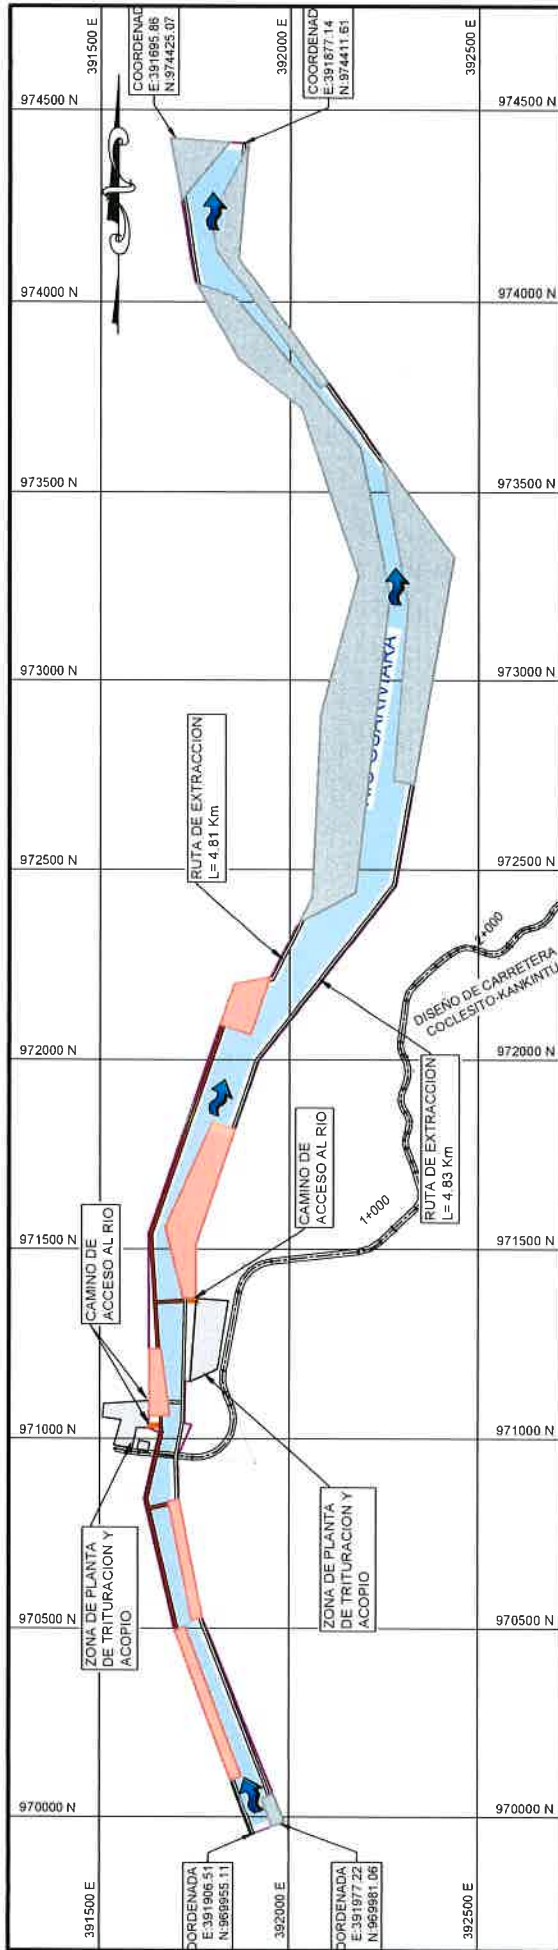 391500 E
392000 E
392500 E
COORDENAD
E:391695.86
N:974425.07
COORDENAD
E:391877.14
N:974411.61
974500 N
974500 N
974000 N
974000 N
973500 N
973500 N
973000 N
973000 N
RUTA DE EXTRACCION
L= 4.81 Km
972500 N
972500 N
2+000
DISEÑO DE CARRETERA
COCLESITO-KANKINTU
972000 N
972000 N
RUTA DE EXTRACCION
L= 4.83 Km
CAMINO DE
ACCESO AL RIO
1+000
971500 N
971500 N
CAMINO DE
ACCESO AL RIO
971000 N
971000 N
ZONA DE PLANTA
DE TRITURACION Y
ACOPIO
ZONA DE PLANTA
DE TRITURACION Y
ACOPIO
970500 N
970500 N
970000 N
970000 N
OORDENADA
E:391906.51
N:969955.11
OORDENADA
E:391977.22
N:969981.06
391500 E
392000 E
392500 E